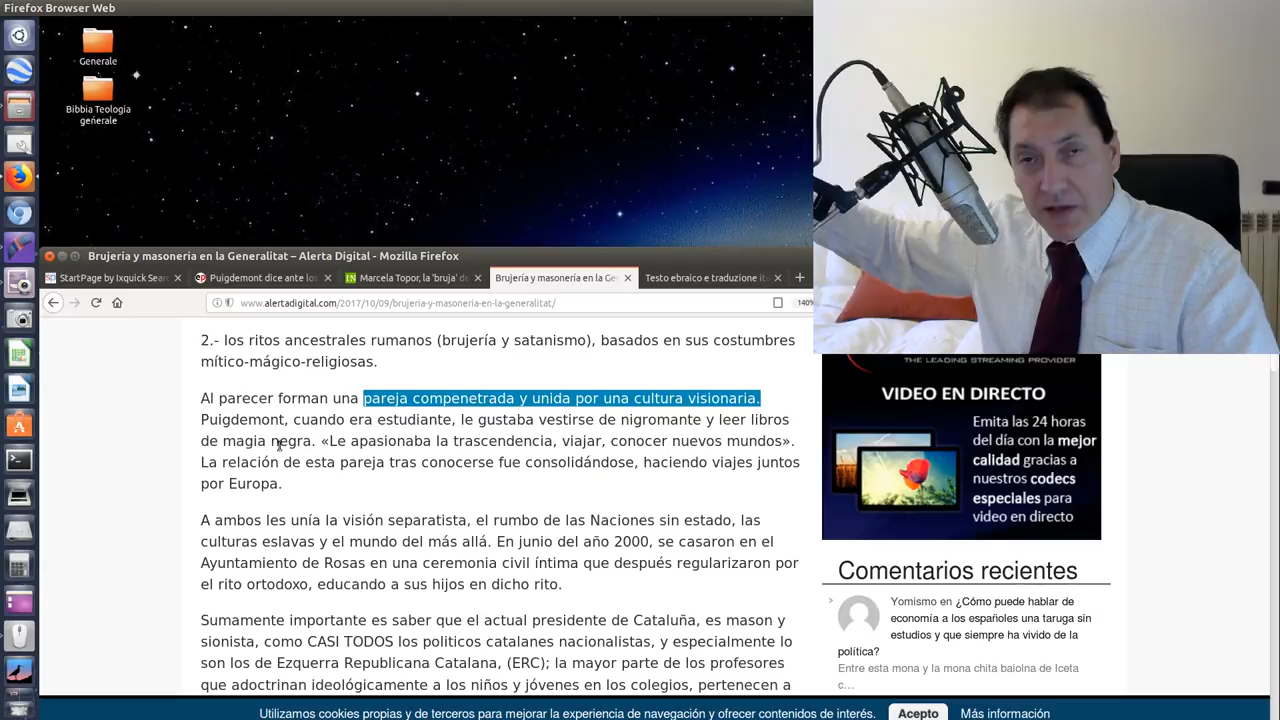 Firefox Browser Web
Generale
Bibbia Teologia
generale
Brujería y masonería en la Generalitat – Alerta Digital - Mozilla Firefox
StartPage by Ixquick Sear
Puigdemont dice ante los
Marcela Topor, la 'bruja' de
Brujería y masonería en la Ge
Testo ebraico e traduzione it
www.alertadigital.com/2017/10/09/brujeria-y-masoneria-en-la-generalitat/
140%
2.- los ritos ancestrales rumanos (brujería y satanismo), basados en sus costumbres
mítico-mágico-religiosas.
Al parecer forman una pareja compenetrada y unida por una cultura visionaria.
Puigdemont, cuando era estudiante, le gustaba vestirse de nigromante y leer libros
de magia negra. «Le apasionaba la trascendencia, viajar, conocer nuevos mundos».
La relación de esta pareja tras conocerse fue consolidándose, haciendo viajes juntos
por Europa.
A ambos les unía la visión separatista, el rumbo de las Naciones sin estado, las
culturas eslavas y el mundo del más allá. En junio del año 2000, se casaron en el
Ayuntamiento de Rosas en una ceremonia civil íntima que después regularizaron por
el rito ortodoxo, educando a sus hijos en dicho rito.
Sumamente importante es saber que el actual presidente de Cataluña, es mason y
sionista, como CASI TODOS los politicos catalanes nacionalistas, y especialmente lo
son los de Ezquerra Republicana Catalana, (ERC); la mayor parte de los profesores
que adoctrinan ideológicamente a los niños y jóvenes en los colegios, pertenecen a
THE LEADING STREAMING PROVIDER
VIDEO EN DIRECTO
Emita las 24 horas
del día con la mejor
calidad gracias a
nuestros codecs
especiales para
video en directo
Comentarios recientes
Yomismo en ¿Cómo puede hablar de
economía a los españoles una taruga sin
estudios y que siempre ha vivido de la
política?
Entre esta mona y la mona chita baiolna de Iceta
c...
Utilizamos cookies propias y de terceros para mejorar la experiencia de navegación y ofrecer contenidos de interés.
Acepto
Más información